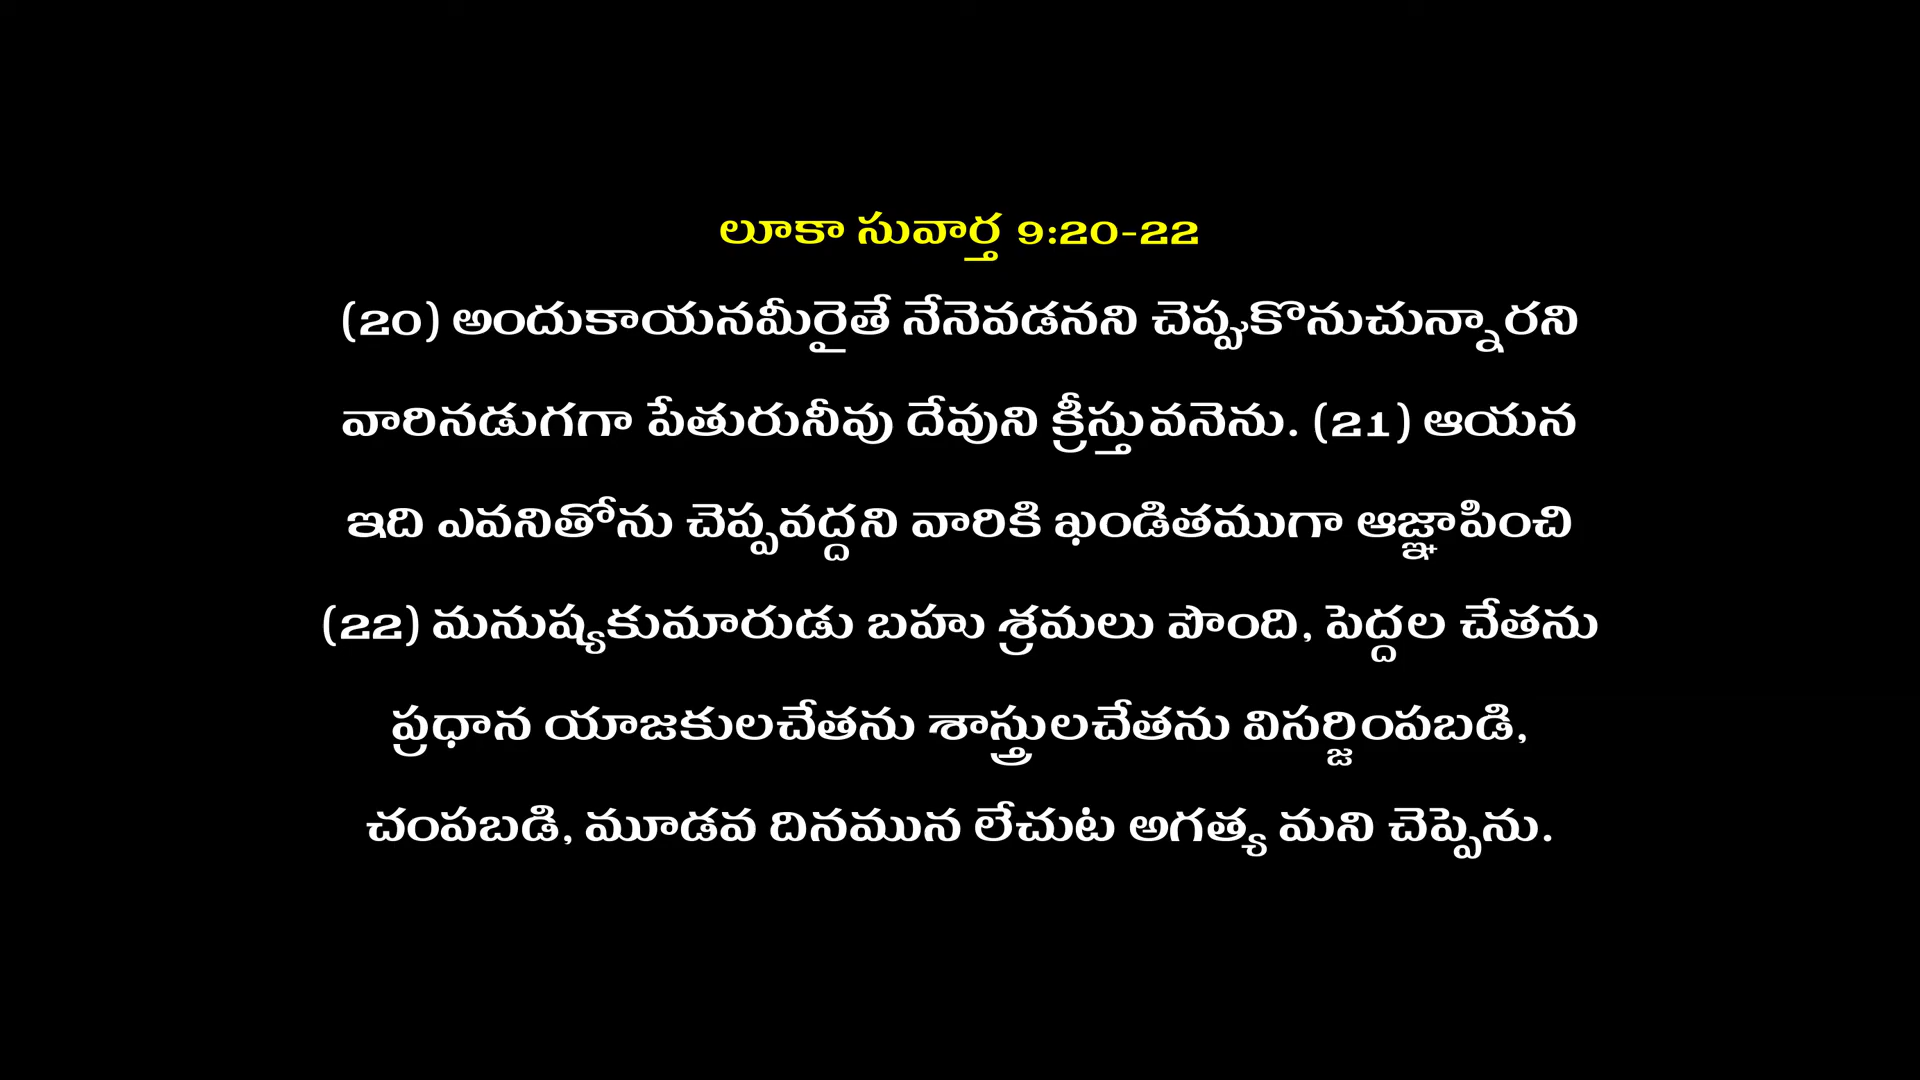 లూకా సువార్త 9:20-22
(20) అందుకాయనమీరైతే నేనెవడనని చెప్పుకొనుచున్నారని
వారినడుగగా పేతురునీవు దేవుని క్రీస్తువనెను. (21) ఆయన
ఇది ఎవనితోను చెప్పవద్దని వారికి ఖండితముగా ఆజ్ఞాపించి
(22) మనుష్యకుమారుడు బహు శ్రమలు పొంది, పెద్దల చేతను
ప్రధాన యాజకులచేతను శాస్త్రులచేతను విసర్జింపబడి,
చంపబడి, మూడవ దినమున లేచుట అగత్య మని చెప్పెను.